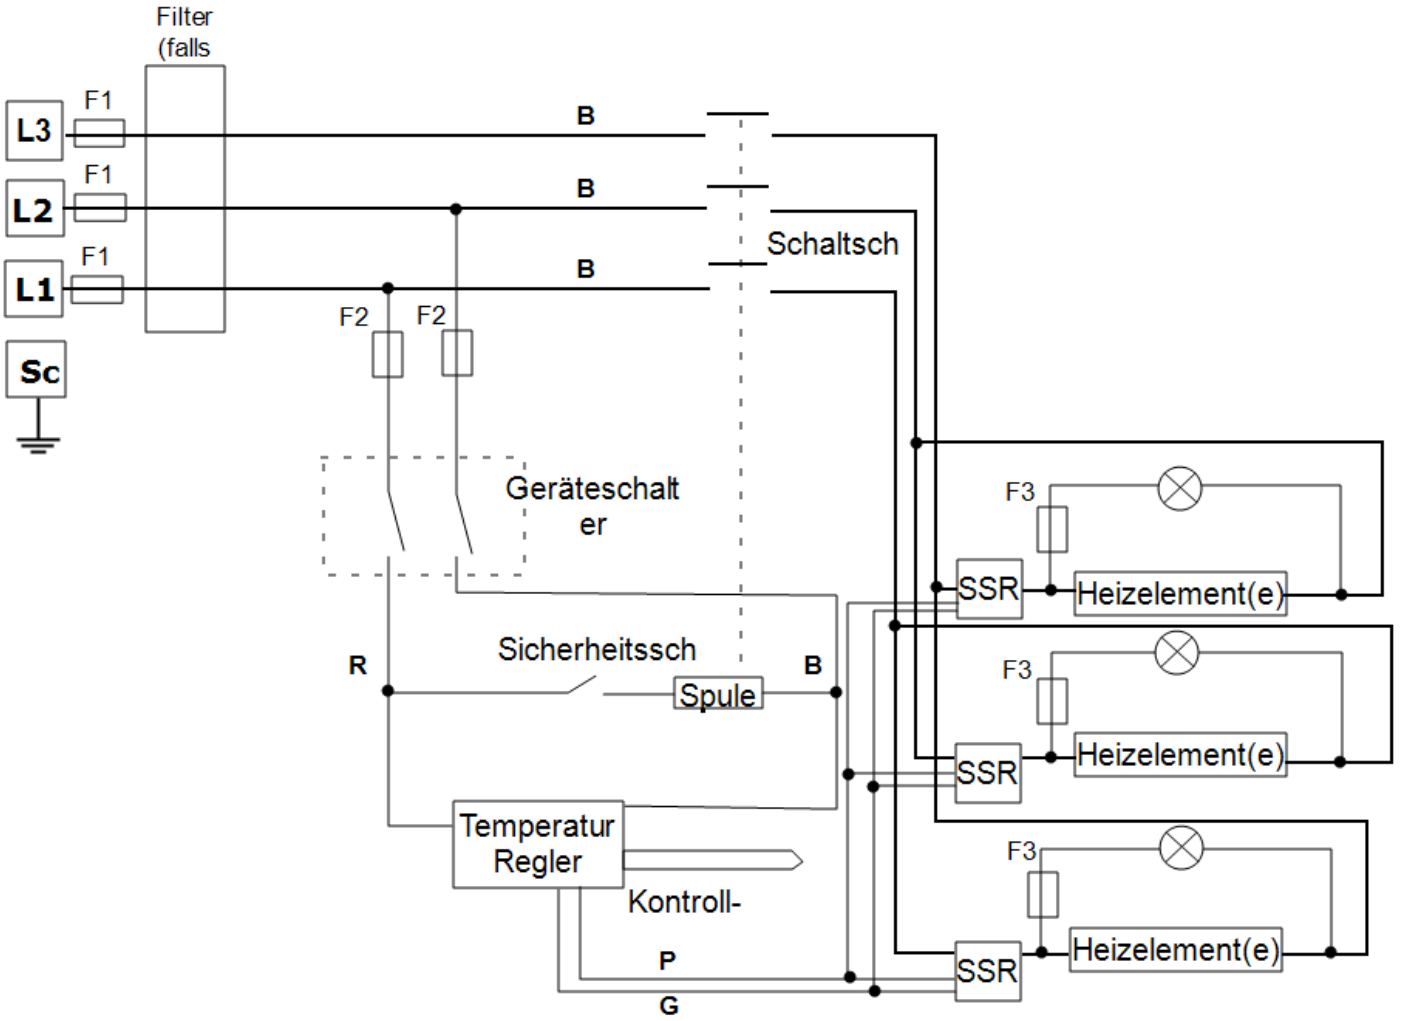 Filter
(falls
F1
L3
B
F1
L2
B
Schaltsch
F1
L1
B
F2
F2
Sc
Geräteschalt
er
F3
SSR
Heizelement(e)
Sicherheitssch
R
B
Spule
F3
SSR
Heizelement(e)
Temperatur
Regler
Kontroll-
F3
SSR
Heizelement(e)
P
G